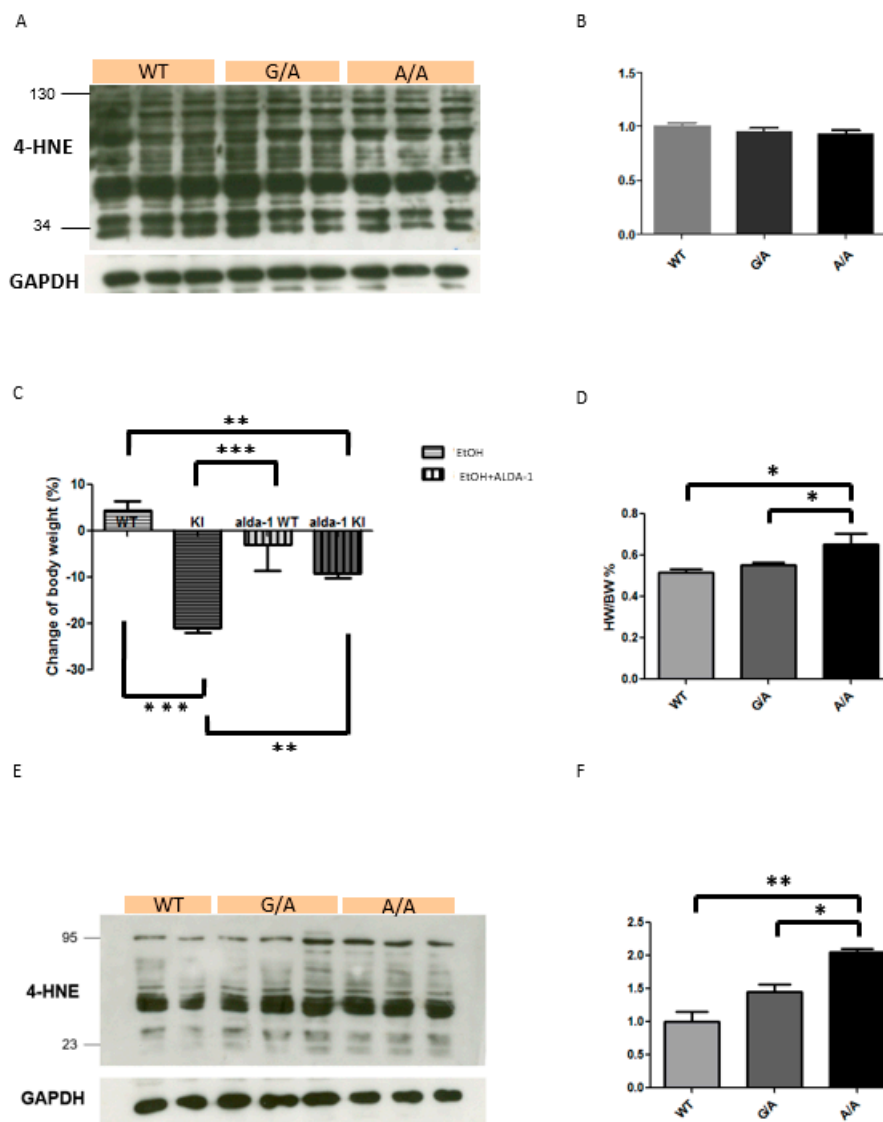 A
B
WT G/A A/A
130
4-HNE
34
GAPDH
1.5
1.0
0.5
0.0
WT G/A A/A
C
D
**
***
EtOH
EtOH+ALDA-1
Change of body weight (%)
10
0
-10
-20
-30
WT KI alda-1 WT alda-1 KI
***
**
*
*
HW/BW %
0.8
0.6
0.4
0.2
0.0
WT G/A A/A
E
F
WT G/A A/A
95
4-HNE
23
GAPDH
**
*
2.5
2.0
1.5
1.0
0.5
0.0
WT G/A A/A